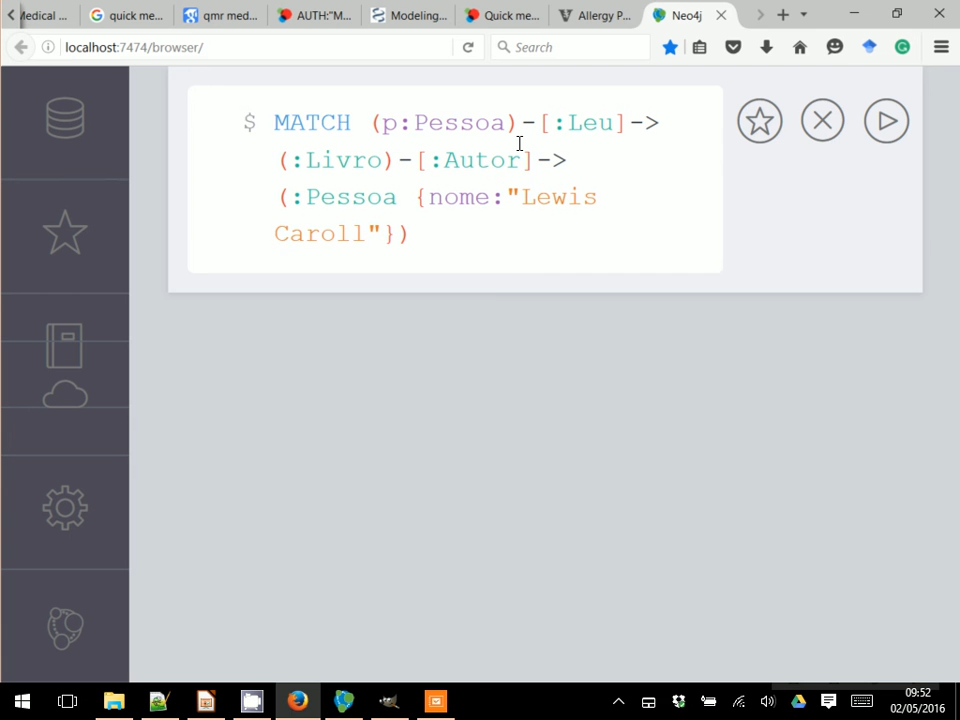 Medical ...
quick me...
qmr med...
AUTH:"M...
Modeling...
Quick me...
Allergy P...
Neo4j
localhost:7474/browser/
Search
$ MATCH (p:Pessoa)-[:Leu]->
(:Livro)-[:Autor]->
(:Pessoa {nome:"Lewis
Caroll"})
09:52
02/05/2016